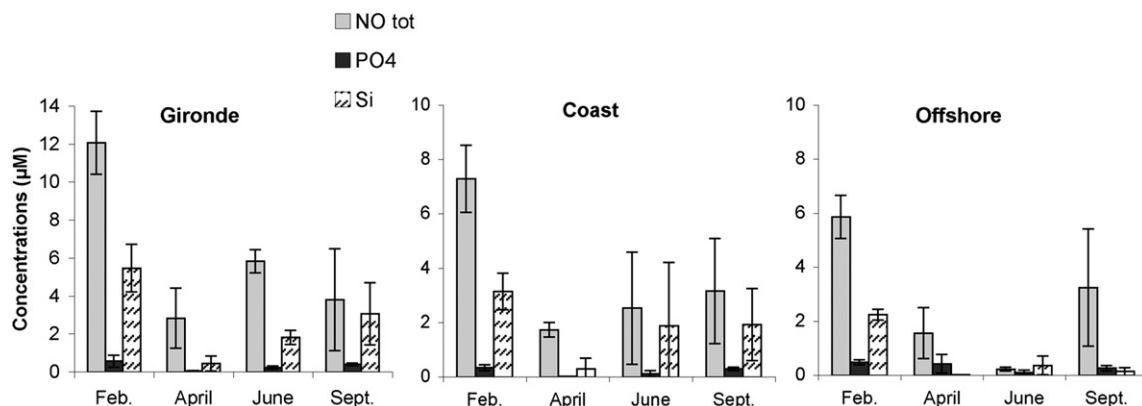 NO tot
PO4
Si
Gironde
Coast
Offshore
Concentrations (µM)
14
12
10
8
6
4
2
0
Feb. April June Sept.
10
8
6
4
2
0
Feb. April June Sept.
10
8
6
4
2
0
Feb. April June Sept.